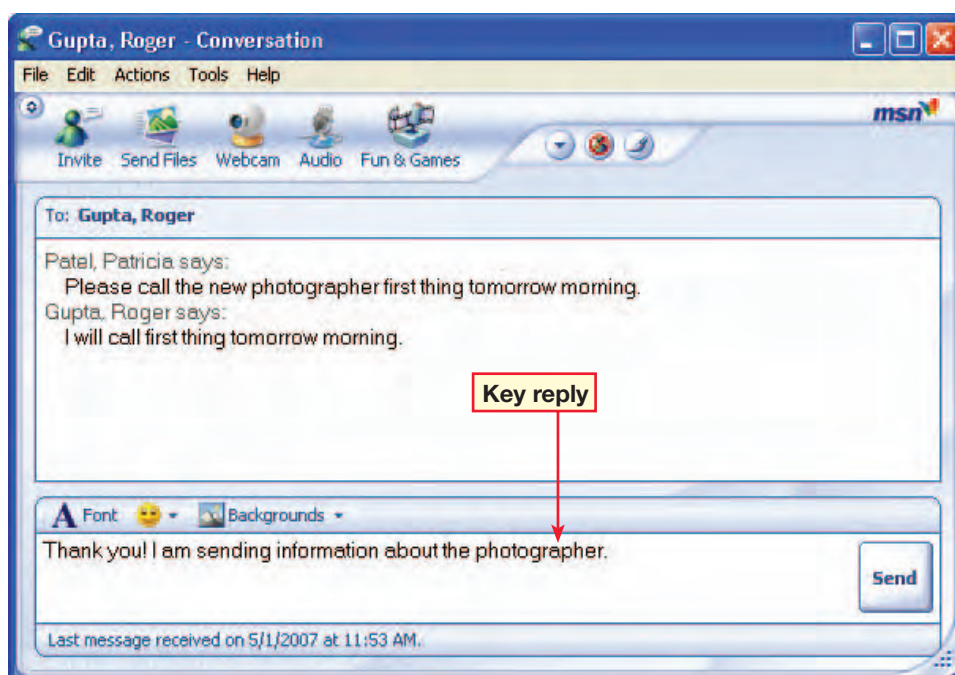 Gupta, Roger - Conversation
File Edit Actions Tools Help
msn
Invite Send Files Webcam Audio Fun & Games
To: Gupta, Roger
Patel, Patricia says:
Please call the new photographer first thing tomorrow morning.
Gupta, Roger says:
I will call first thing tomorrow morning.
Key reply
A Font Backgrounds
Thank you! I am sending information about the photographer.
Send
Last message received on 5/1/2007 at 11:53 AM.